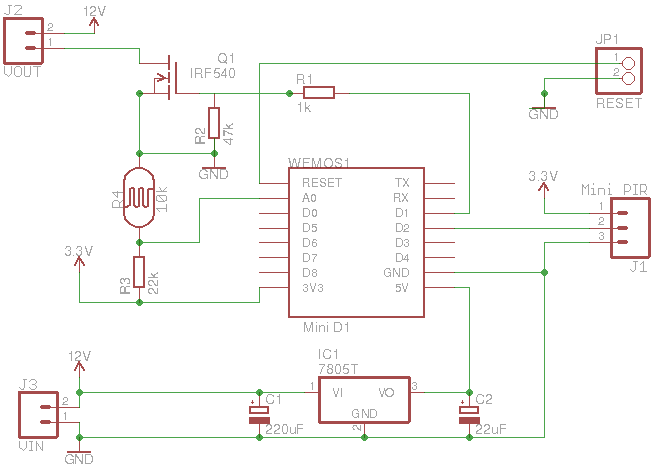 J2
2
1
VOUT
12V
Q1
IRF540
R1
1k
R2
47k
GND
JP1
1
2
RESET
GND
R4
10k
WEMOS1
RESET
A0
D0
D5
D6
D7
D8
3V3
TX
RX
D1
D2
D3
D4
GND
5V
Mini D1
3.3V
Mini PIR
1
2
3
J1
3.3V
R3
22k
J3
2
1
VIN
12V
GND
C1
220uF
IC1
7805T
1
VI
VO
3
GND
2
C2
22uF